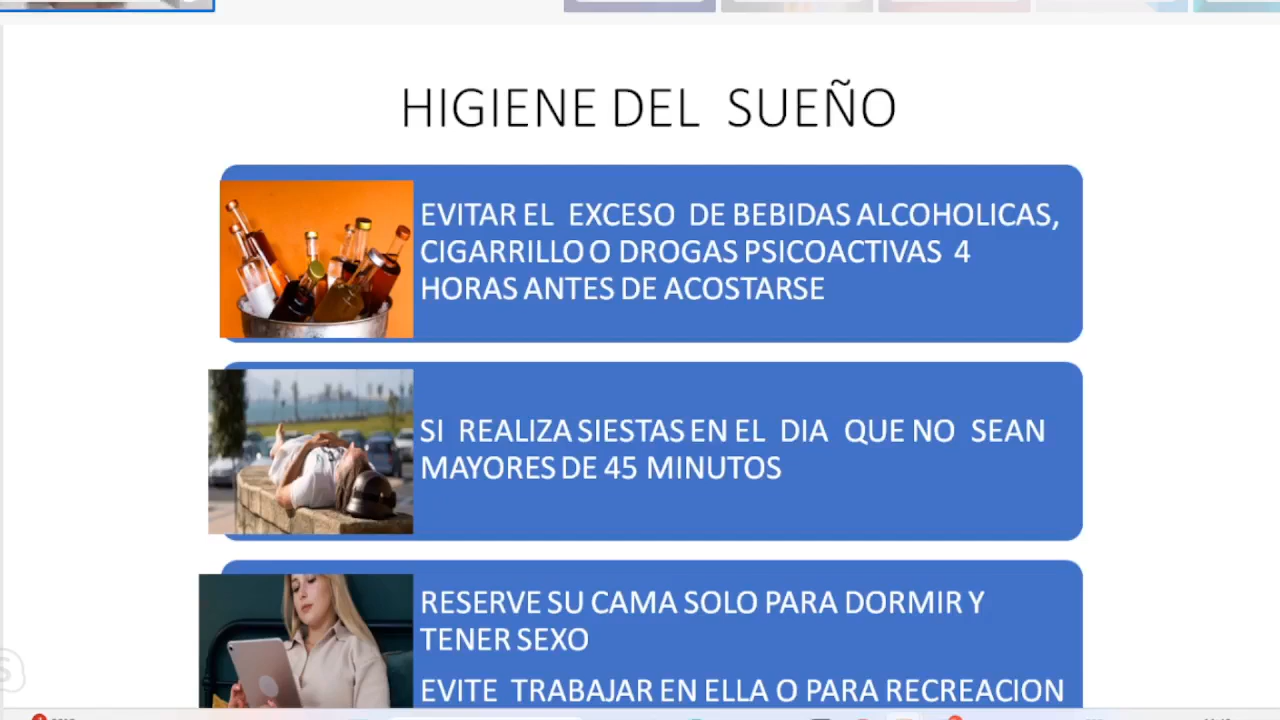 HIGIENE DEL SUEÑO
EVITAR EL EXCESO DE BEBIDAS ALCOHOLICAS,
CIGARRILLO O DROGAS PSICOACTIVAS 4
HORAS ANTES DE ACOSTARSE
SI REALIZA SIESTAS EN EL DIA QUE NO SEAN
MAYORES DE 45 MINUTOS
RESERVE SU CAMA SOLO PARA DORMIR Y
TENER SEXO
EVITE TRABAJAR EN ELLA O PARA RECREACION